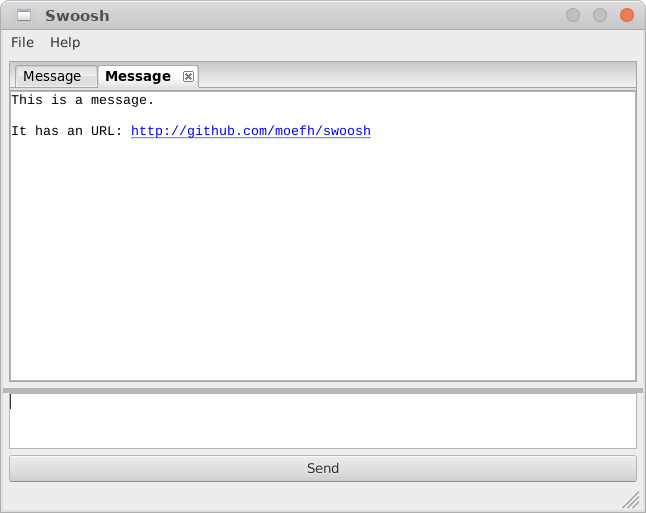 Swoosh
File Help
Message Message
This is a message.
It has an URL: http://github.com/moefh/swoosh
Send